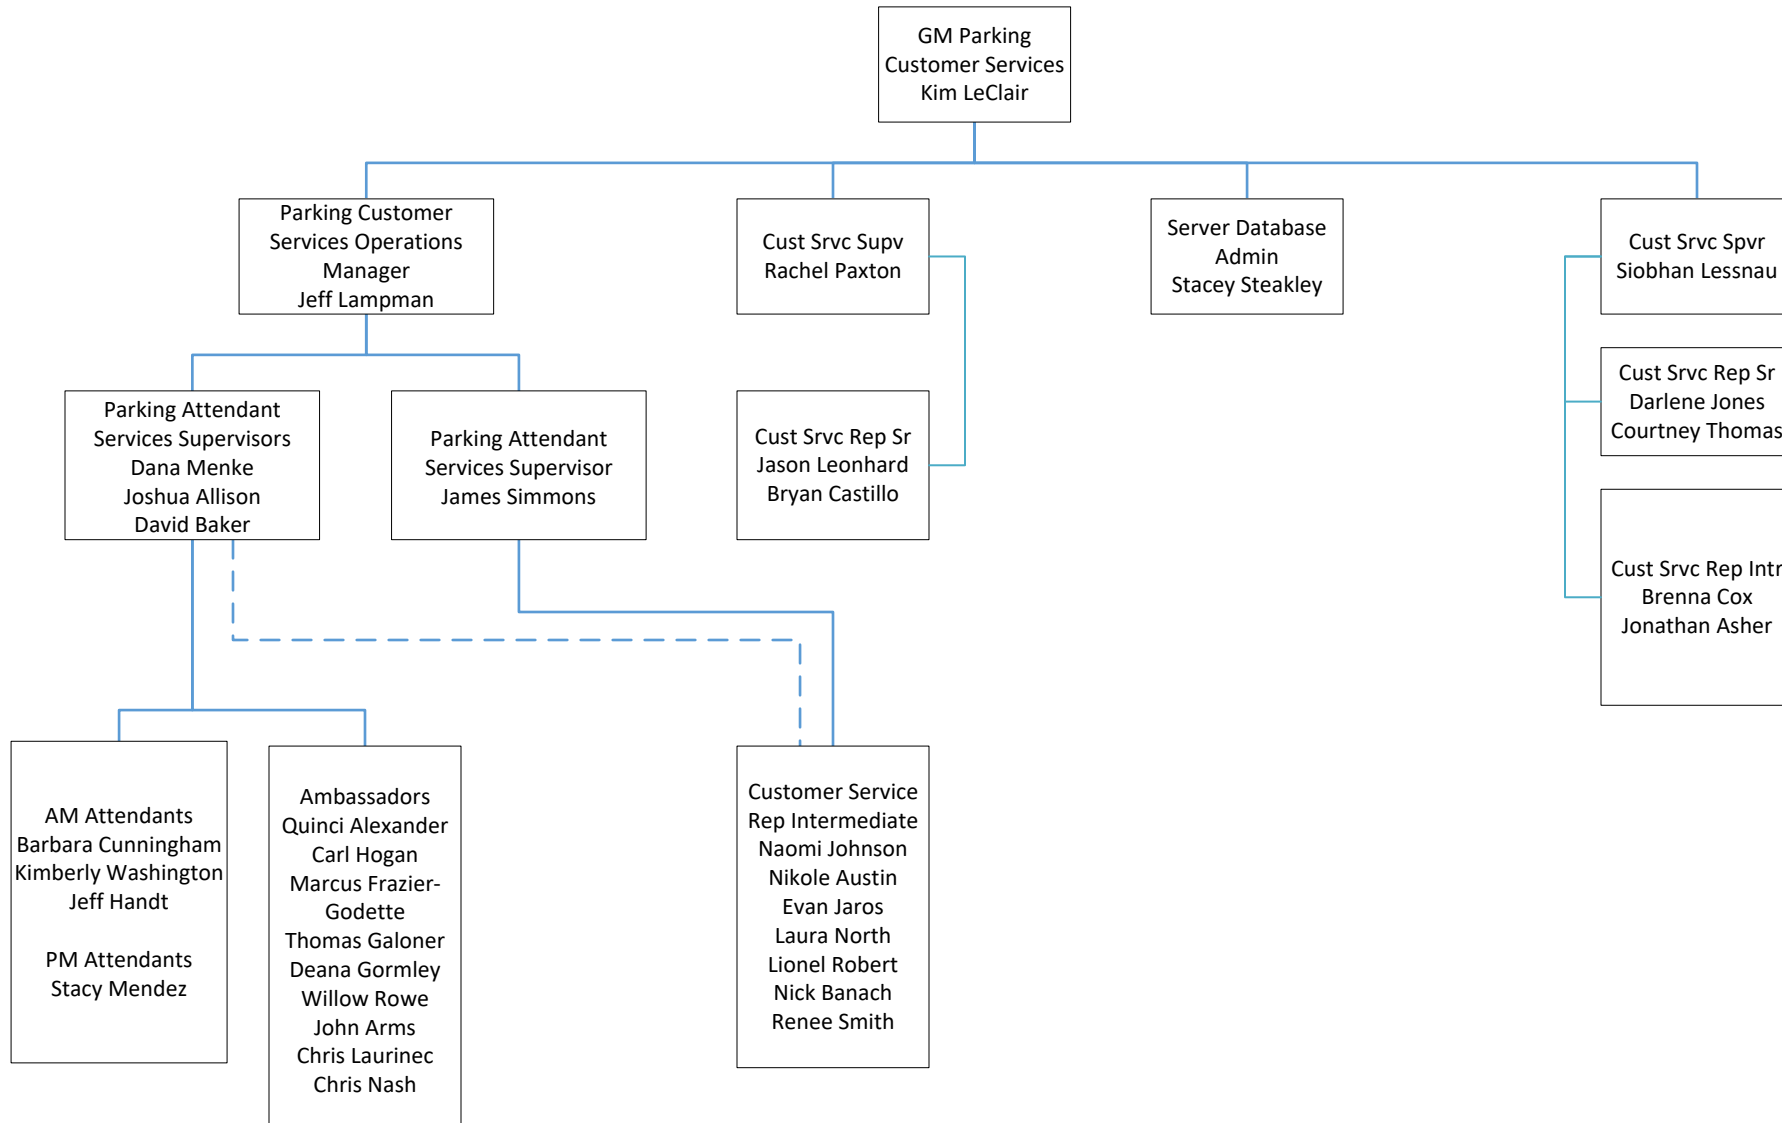 GM Parking
Customer Services
Kim LeClair
Parking Customer
Services Operations
Manager
Jeff Lampman
Cust Srvc Supv
Rachel Paxton
Server Database
Admin
Stacey Steakley
Cust Srvc Spvr
Siobhan Lessnau
Parking Attendant
Services Supervisors
Dana Menke
Joshua Allison
David Baker
Parking Attendant
Services Supervisor
James Simmons
Cust Srvc Rep Sr
Jason Leonhard
Bryan Castillo
Cust Srvc Rep Sr
Darlene Jones
Courtney Thomas
Cust Srvc Rep Intr
Brenna Cox
Jonathan Asher
AM Attendants
Barbara Cunningham
Kimberly Washington
Jeff Handt
PM Attendants
Stacy Mendez
Ambassadors
Quinci Alexander
Carl Hogan
Marcus Frazier-
Godette
Thomas Galoner
Deana Gormley
Willow Rowe
John Arms
Chris Laurinec
Chris Nash
Customer Service
Rep Intermediate
Naomi Johnson
Nikole Austin
Evan Jaros
Laura North
Lionel Robert
Nick Banach
Renee Smith